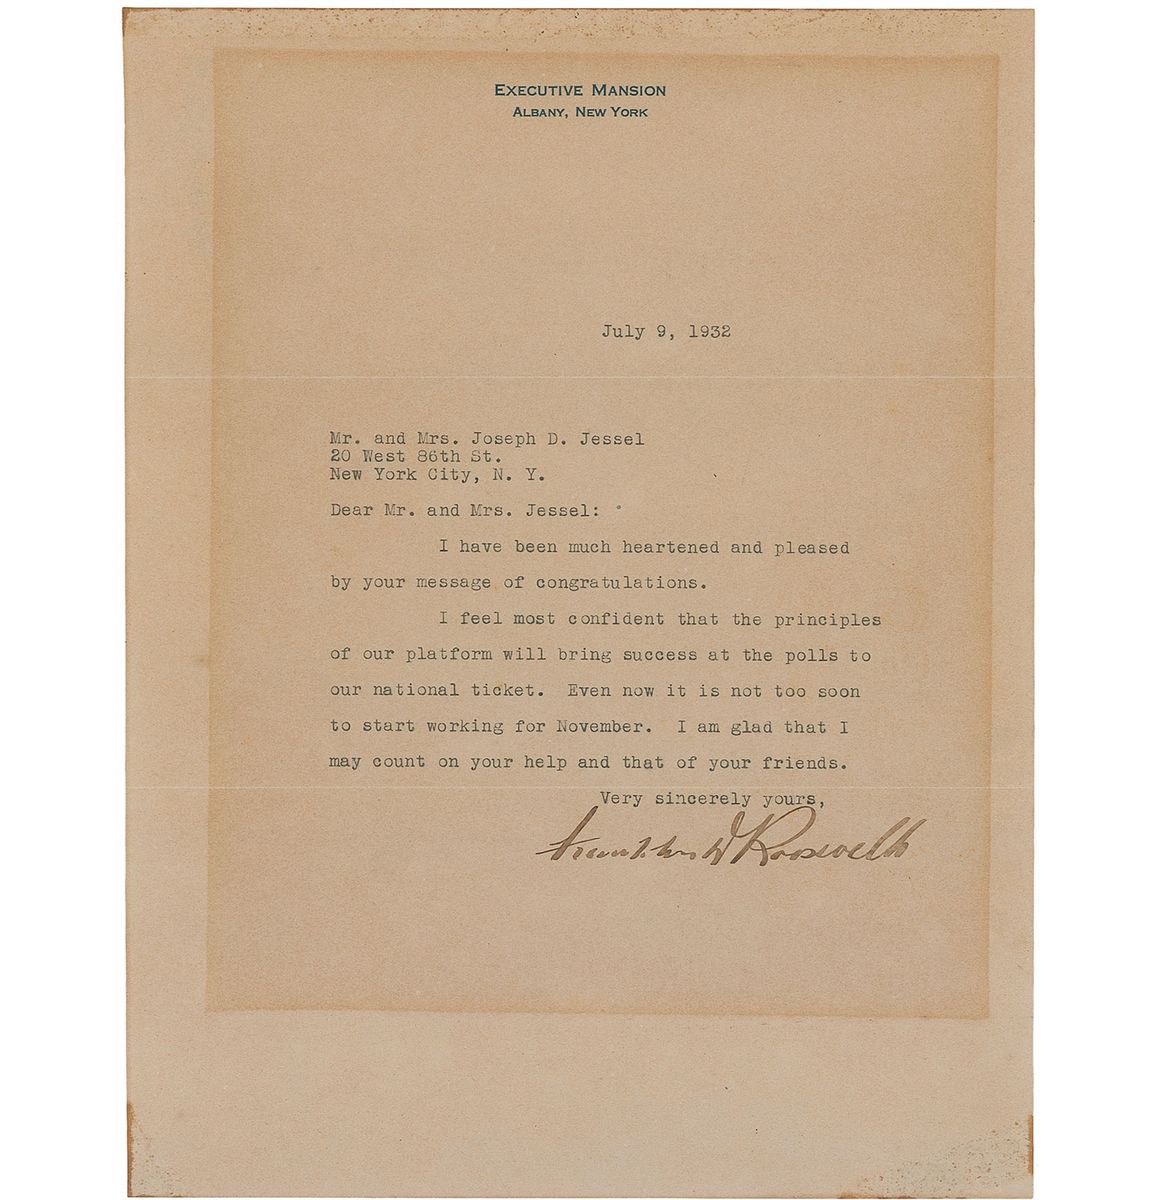 EXECUTIVE MANSION
ALBANY, NEW YORK
July 9, 1932
Mr. and Mrs. Joseph D. Jessel
20 West 86th St.
New York City, N. Y.
Dear Mr. and Mrs. Jessel:
I have been much heartened and pleased
by your message of congratulations.
I feel most confident that the principles
of our platform will bring success at the polls to
our national ticket. Even now it is not too soon
to start working for November. I am glad that I
may count on your help and that of your friends.
Very sincerely yours,
Franklin D Roosevelt